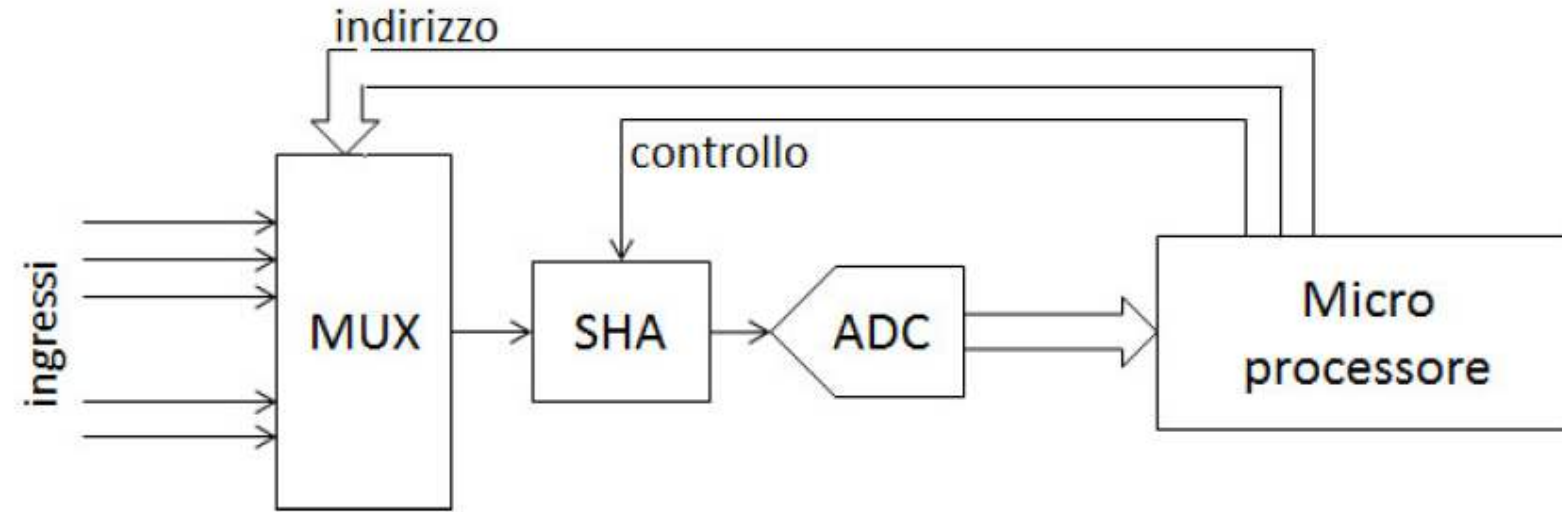 indirizzo
controllo
ingressi
MUX
SHA
ADC
Micro
processore